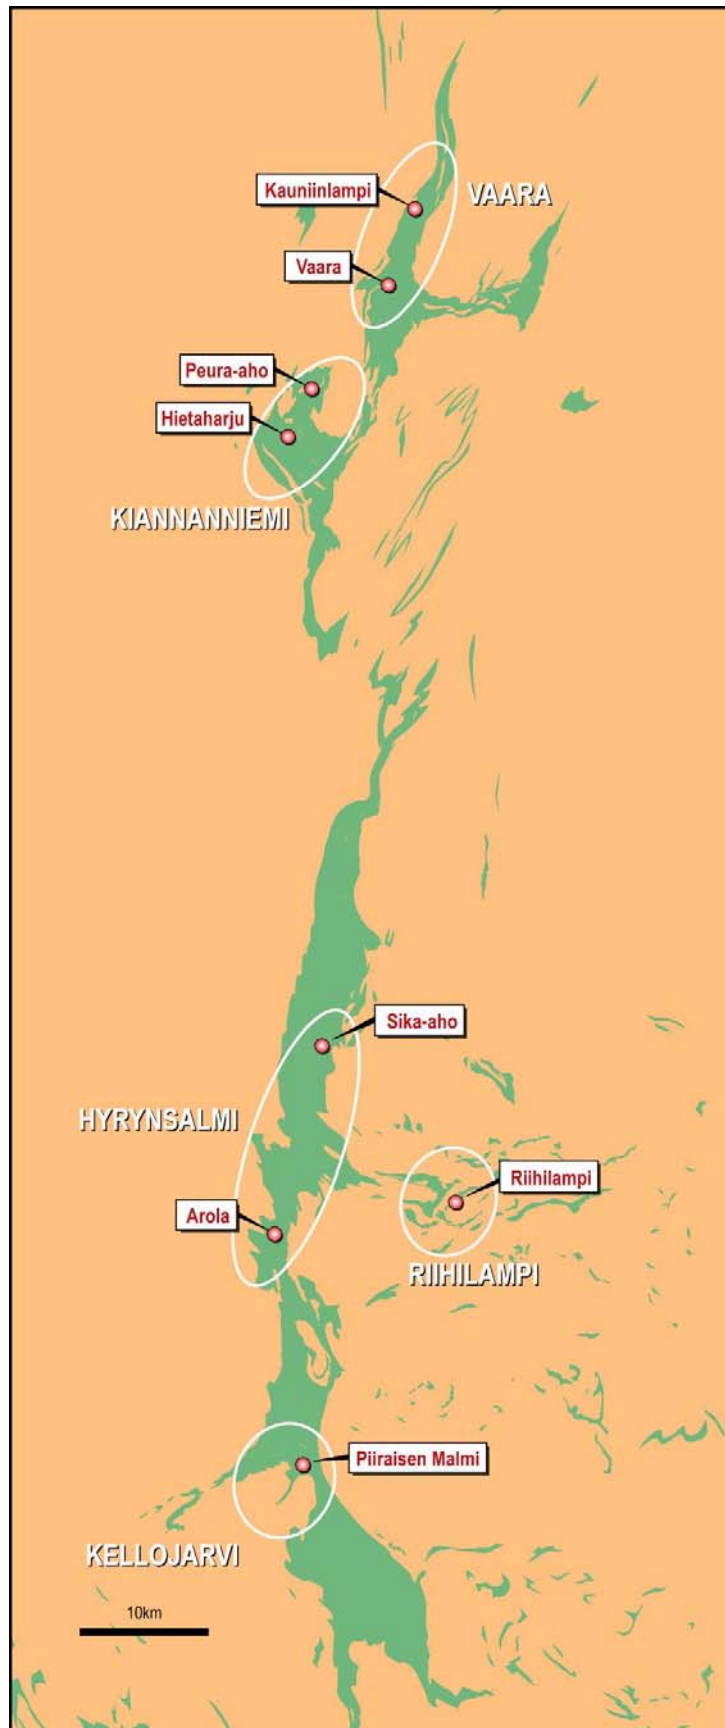 Kauniinlampi
VAARA
Vaara
Peura-aho
Hietaharju
KIANNANNIEMI
Sika-aho
HYRYNSALMI
Riihilampi
Arola
RIIHILAMPI
Piiraisen Malmi
KELLOJARVI
10km